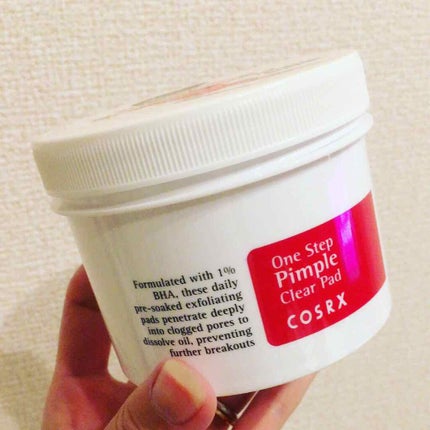 Formulated with 1%
BHA, these daily
pre-soaked exfoliating
pads penetrate deeply
into clogged pores to
dissolve oil, preventing
further breakouts
One Step
Pimple
Clear Pad
COSRX